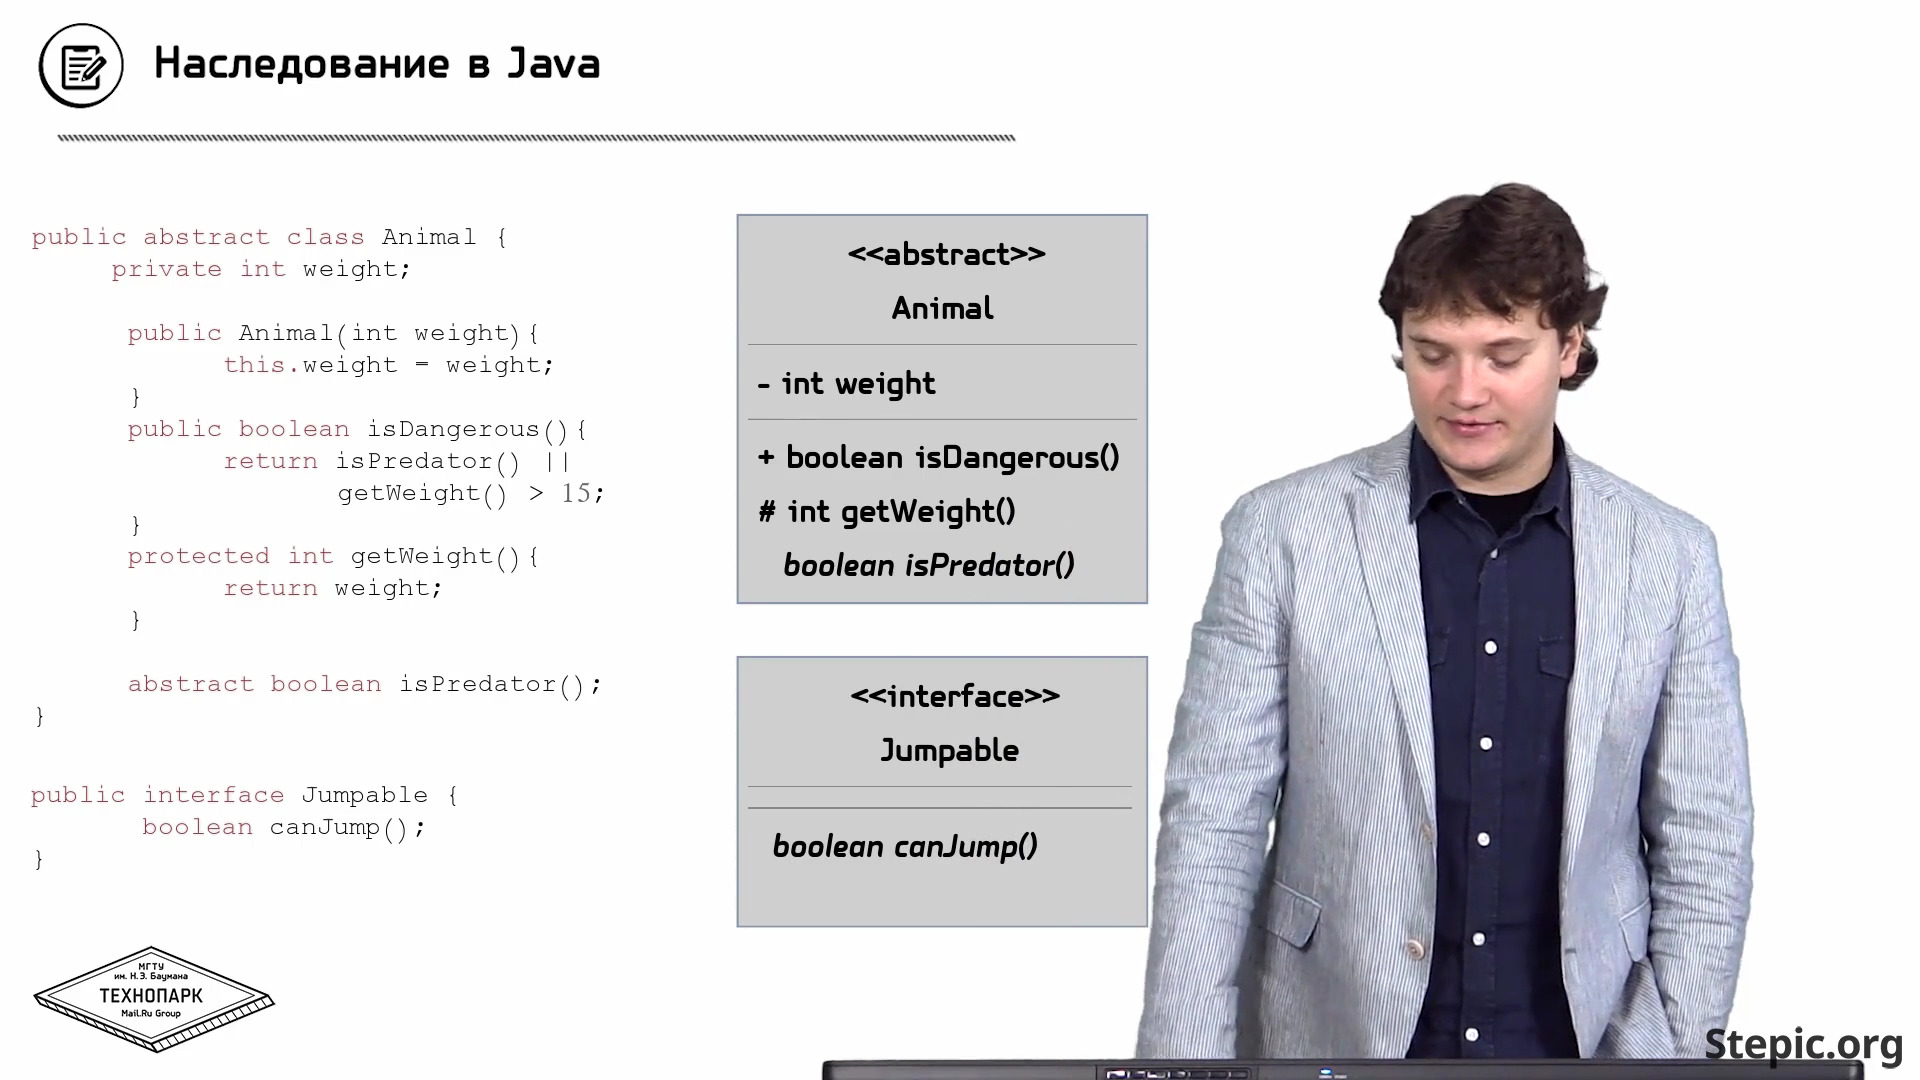 Наследование в Java
public abstract class Animal {
private int weight;
public Animal(int weight){
this.weight = weight;
}
public boolean isDangerous(){
return isPredator() ||
getWeight() > 15;
}
protected int getWeight(){
return weight;
}
abstract boolean isPredator();
}
public interface Jumpable {
boolean canJump();
}
<<abstract>>
Animal
- int weight
+ boolean isDangerous()
# int getWeight()
boolean isPredator()
<<interface>>
Jumpable
boolean canJump()
МГТУ
им. Н.Э. Баумана
ТЕХНОПАРК
Mail.Ru Group
Stepic.org